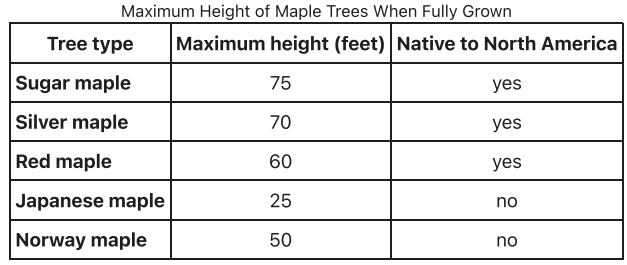 Maximum Height of Maple Trees When Fully Grown
Tree type Maximum height (feet) Native to North America
Sugar maple 75 yes
Silver maple 70 yes
Red maple 60 yes
Japanese maple 25 no
Norway maple 50 no